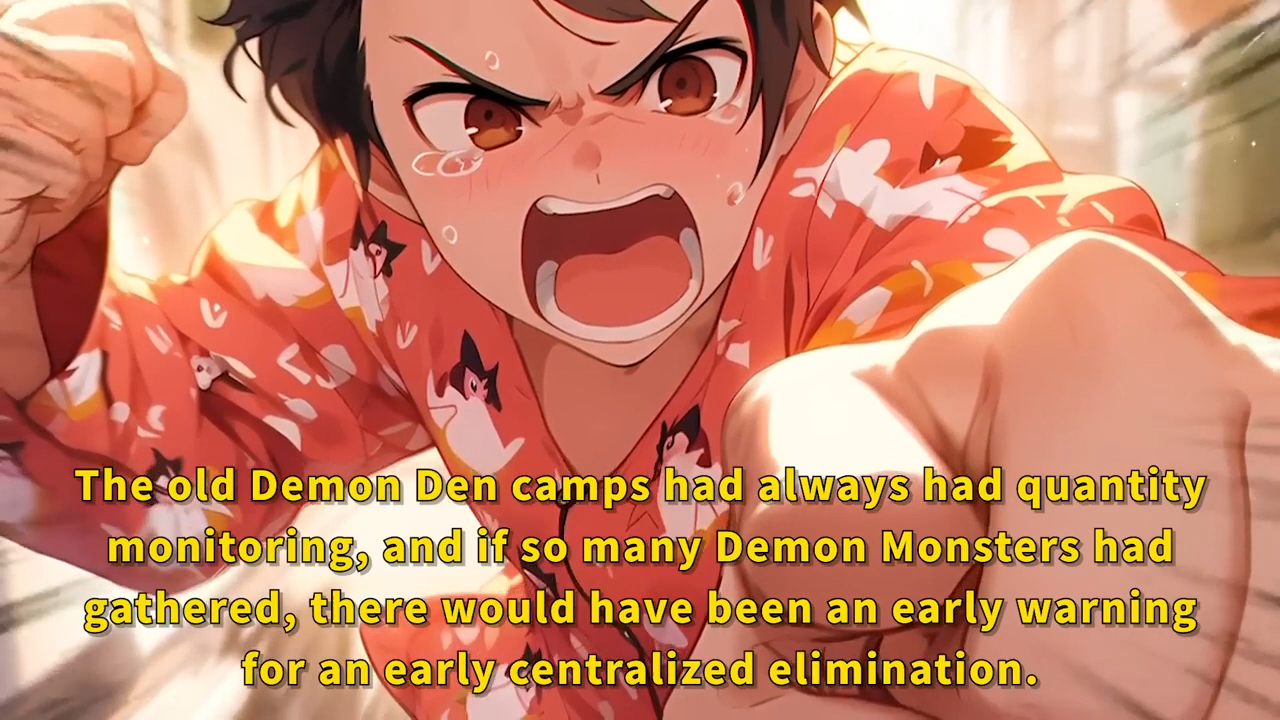 The old Demon Den camps had always had quantity
monitoring, and if so many Demon Monsters had
gathered, there would have been an early warning
for an early centralized elimination.